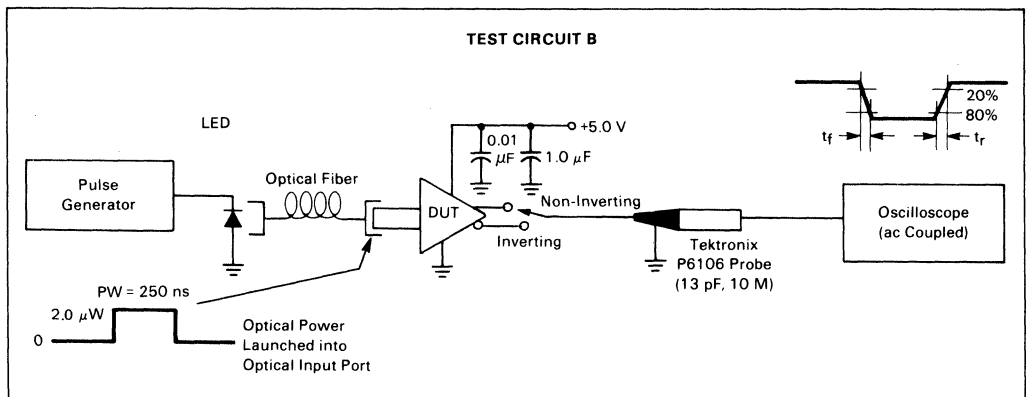 TEST CIRCUIT B
20%
80%
tf
tr
LED
+5.0 V
0.01
μF
1.0 μF
Pulse
Generator
Optical Fiber
DUT
Non-Inverting
Inverting
Tektronix
P6106 Probe
(13 pF, 10 M)
Oscilloscope
(ac Coupled)
PW = 250 ns
2.0 μW
0
Optical Power
Launched into
Optical Input Port